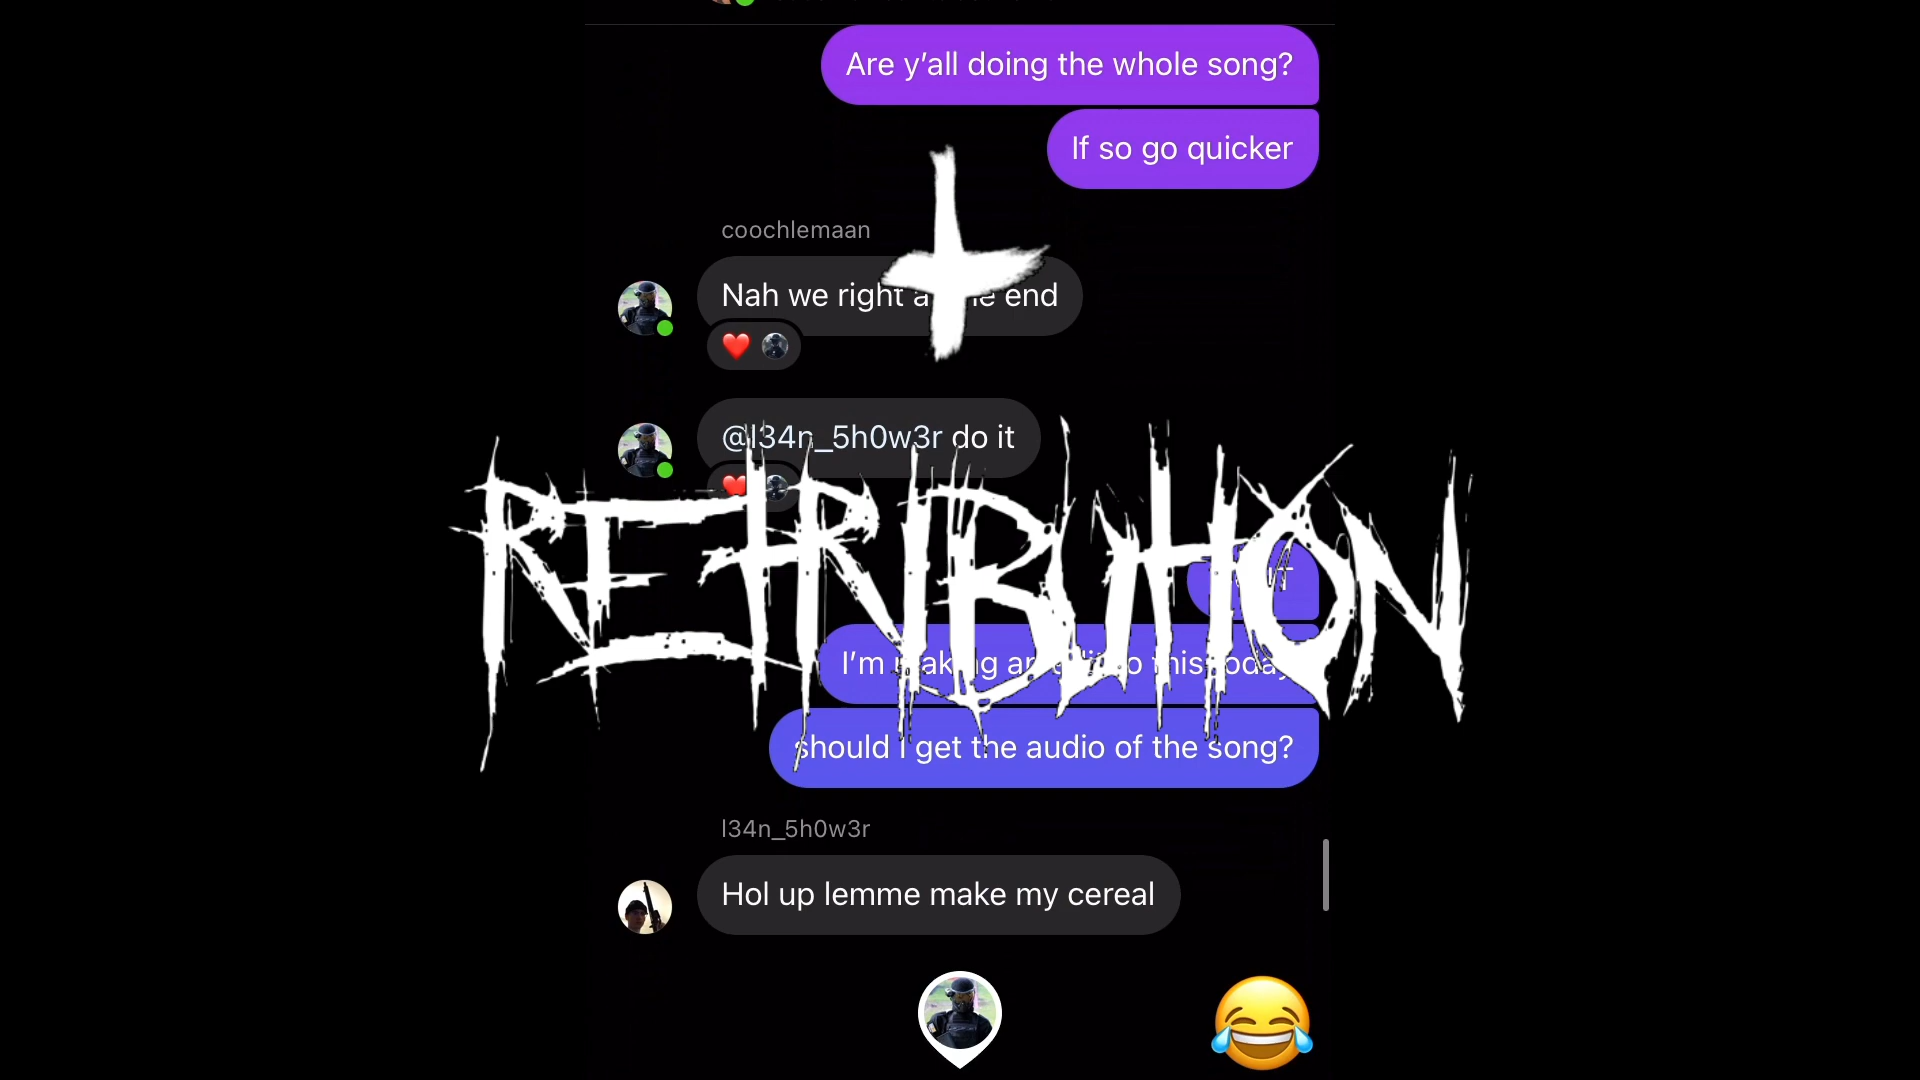 Are y'all doing the whole song?
If so go quicker
coochlemaan
Nah we right end
@l34n_5h0w3r do it
RETRIBUTION
I'm this
should I get the audio of the song?
l34n_5h0w3r
Hol up lemme make my cereal